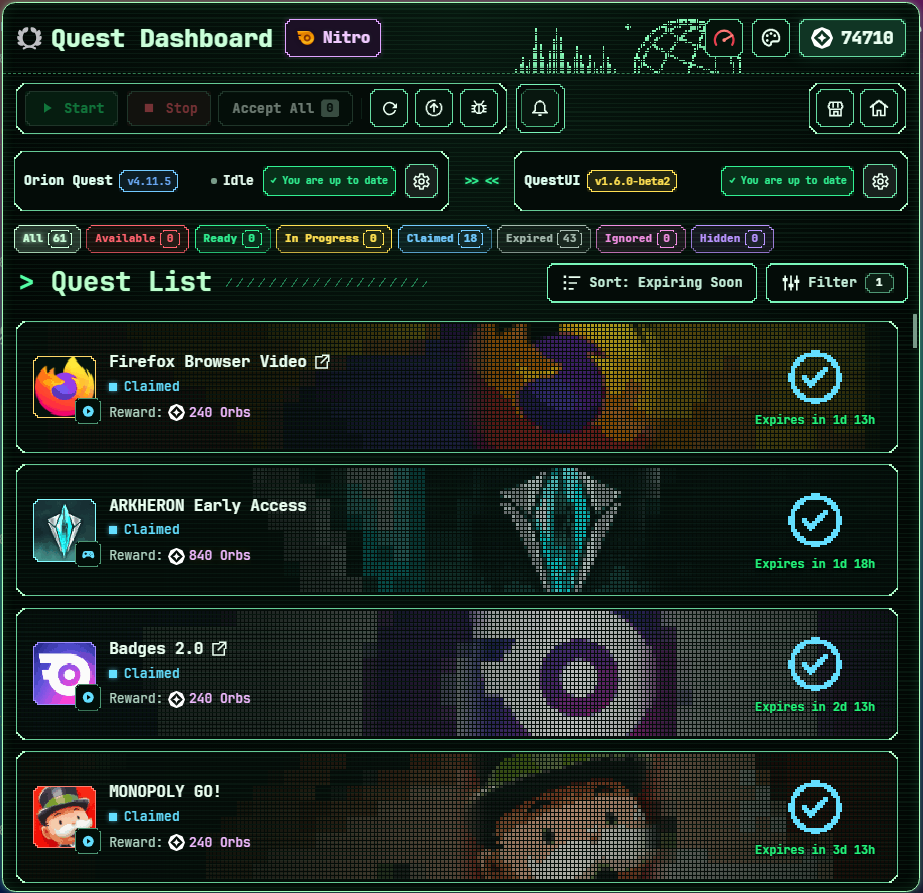 Quest Dashboard
Nitro
74710
Start
Stop
Accept All 0
Orion Quest v4.11.5
Idle
✓ You are up to date
>> <<
QuestUI v1.6.0-beta2
✓ You are up to date
All 61
Available 0
Ready 0
In Progress 0
Claimed 18
Expired 43
Ignored 0
Hidden 0
> Quest List ///////////////////
Sort: Expiring Soon
Filter 1
Firefox Browser Video
Claimed
Reward: 240 Orbs
Expires in 1d 13h
ARKHERON Early Access
Claimed
Reward: 840 Orbs
Expires in 1d 18h
Badges 2.0
Claimed
Reward: 240 Orbs
Expires in 2d 13h
MONOPOLY GO!
Claimed
Reward: 240 Orbs
Expires in 3d 13h